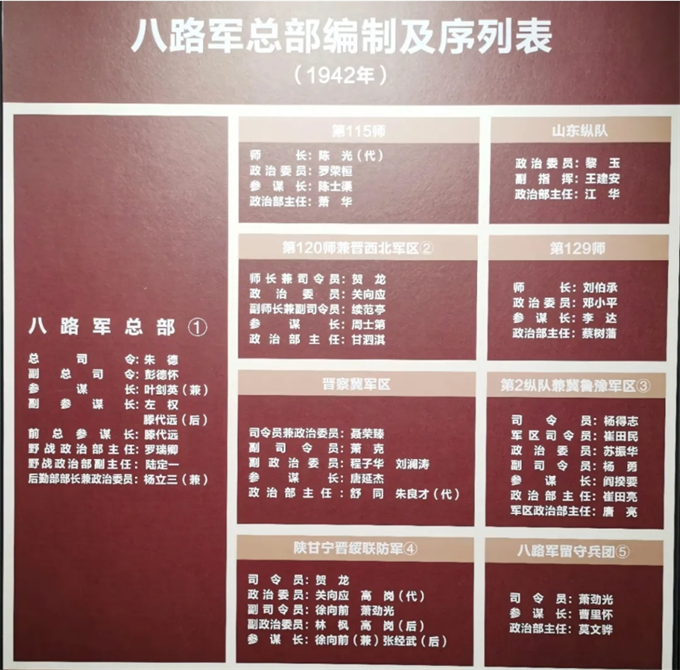 八路军总部编制及序列表
（1942年）
八路军总部①
总司令：朱德
副总司令：彭德怀
参谋长：叶剑英（兼）
副参谋长：左权
滕代远（后）
前总参谋长：滕代远
野战政治部主任：罗瑞卿
野战政治部副主任：陆定一
后勤部部长兼政治委员：杨立三（兼）
第115师
师长：陈光（代）
政治委员：罗荣桓
参谋长：陈士渠
政治部主任：萧华
山东纵队
政治委员：黎玉
副指挥：王建安
政治部主任：江华
第120师兼晋西北军区②
师长兼司令员：贺龙
政治委员：关向应
副师长兼副司令员：续范亭
参谋长：周士第
政治部主任：甘泗淇
第129师
师长：刘伯承
政治委员：邓小平
参谋长：李达
政治部主任：蔡树藩
晋察冀军区
司令员兼政治委员：聂荣臻
副司令员：萧克
副政治委员：程子华 刘澜涛
参谋长：唐延杰
政治部主任：舒同 朱良才（代）
第2纵队兼冀鲁豫军区③
司令员：杨得志
军区司令员：崔田民
政治委员：苏振华
副司令员：杨勇
参谋长：阎揆要
政治部主任：崔田亮
军区政治部主任：唐亮
陕甘宁晋绥联防军④
司令员：贺龙
政治委员：关向应 高岗（代）
副司令员：徐向前 萧劲光
副政治委员：林枫 高岗（后）
参谋长：徐向前（兼）张经武（后）
八路军留守兵团⑤
司令员：萧劲光
参谋长：曹里怀
政治部主任：莫文骅